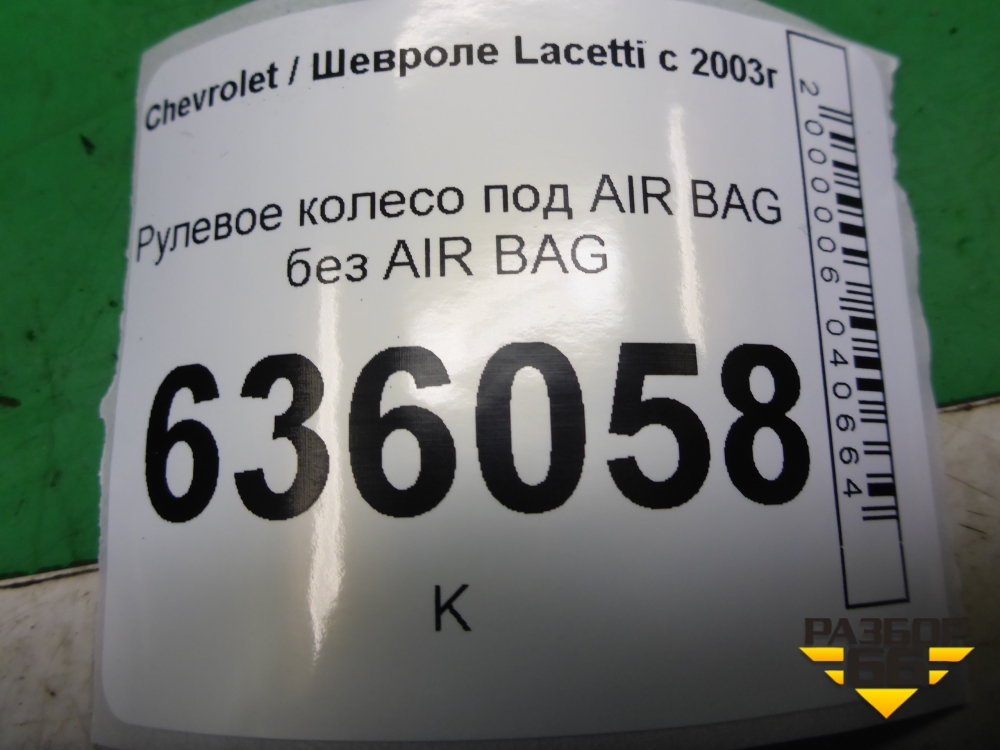 Chevrolet / Шевроле Lacetti с 2003г
Рулевое колесо под AIR BAG
без AIR BAG
636058
К
2000006040664
РАЗБОР
66